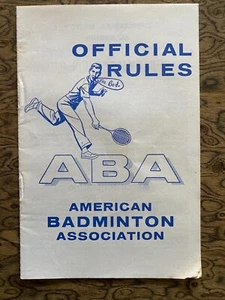 OFFICIAL
RULES
ABA
AMERICAN
BADMINTON
ASSOCIATION